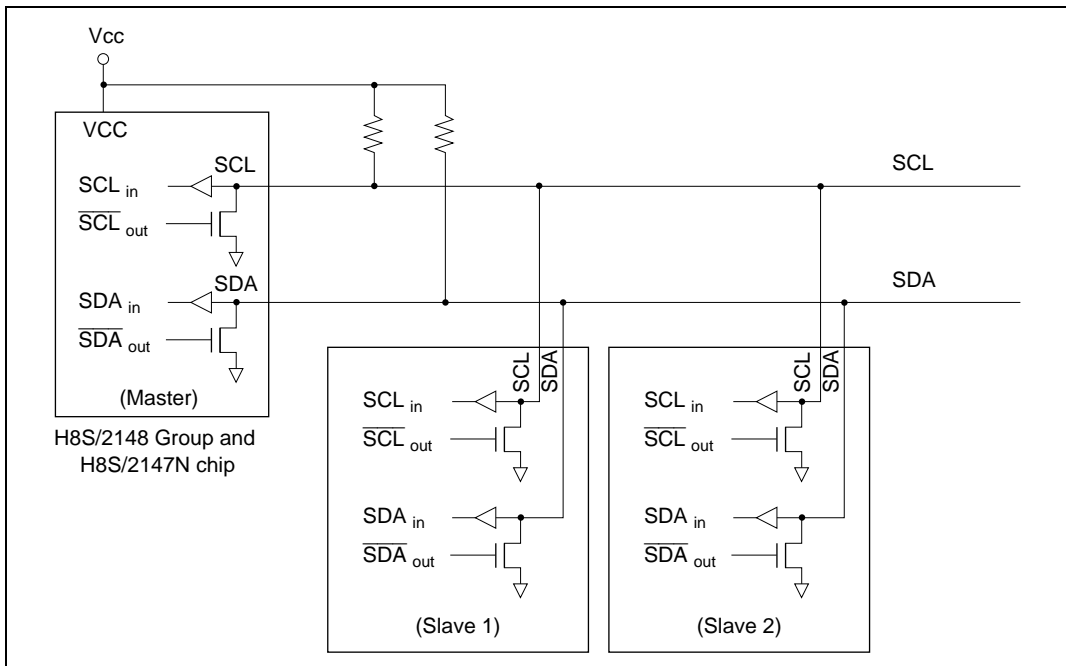 Vcc
VCC
SCL
SCL in
SCL out
SDA
SDA in
SDA out
(Master)
H8S/2148 Group and
H8S/2147N chip
SCL
SDA
SCL
SDA
SCL in
SCL out
SDA in
SDA out
(Slave 1)
SCL
SDA
SCL in
SCL out
SDA in
SDA out
(Slave 2)